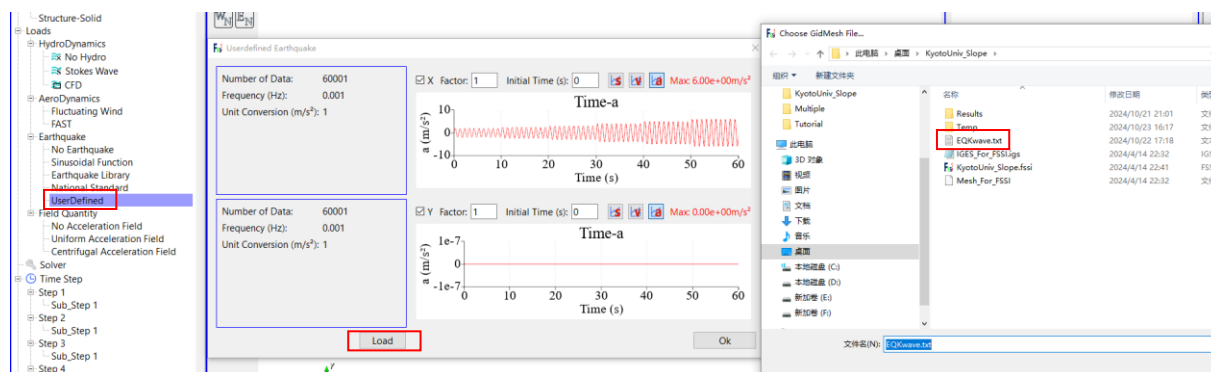 Structure-Solid
Loads
HydroDynamics
No Hydro
Stokes Wave
CFD
AeroDynamics
Fluctuating Wind
FAST
Earthquake
No Earthquake
Sinusoidal Function
Earthquake Library
National Standard
UserDefined
Field Quantity
No Acceleration Field
Uniform Acceleration Field
Centrifugal Acceleration Field
Solver
Time Step
Step 1
Sub_Step 1
Step 2
Sub_Step 1
Step 3
Sub_Step 1
Step 4
WN EN
Userdefined Earthquake
Number of Data: 60001
Frequency (Hz): 0.001
Unit Conversion (m/s²): 1
X Factor: 1 Initial Time (s): 0 Max: 6.00e+00m/s²
Time-a
a (m/s²)
10
0
-10
0 10 20 30 40 50 60
Time (s)
Number of Data: 60001
Frequency (Hz): 0.001
Unit Conversion (m/s²): 1
Y Factor: 1 Initial Time (s): 0 Max: 0.00e+00m/s²
Time-a
a (m/s²)
1e-7
0
-1e-7
0 10 20 30 40 50 60
Time (s)
Load
Ok
Y
Choose GidMesh File...
此电脑 › 桌面 › KyotoUniv_Slope ›
组织 新建文件夹
KyotoUniv_Slope
Multiple
Tutorial
此电脑
3D 对象
视频
图片
文档
下载
音乐
桌面
本地磁盘 (C:)
本地磁盘 (D:)
新加卷 (E:)
新加卷 (F:)
名称 修改日期
Results 2024/10/21 21:01
Temp 2024/10/23 16:17
EQKwave.txt 2024/10/22 17:18
IGES_For_FSSI.igs 2024/4/14 22:32 IGS
KyotoUniv_Slope.fssi 2024/4/14 22:41
Mesh_For_FSSI 2024/4/14 22:32
文件名(N): EQKwave.txt